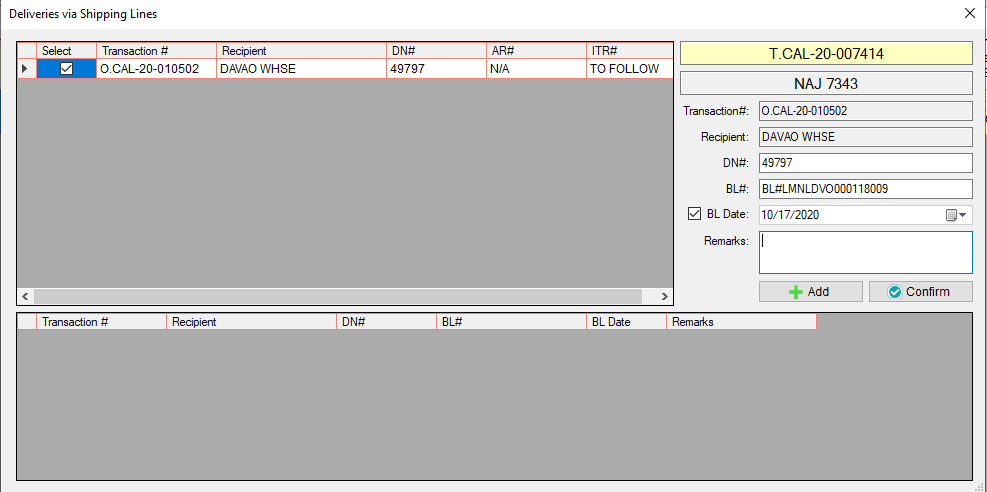 Deliveries via Shipping Lines
Select Transaction # Recipient DN# AR# ITR#
O.CAL-20-010502 DAVAO WHSE 49797 N/A TO FOLLOW
T.CAL-20-007414
NAJ 7343
Transaction#: O.CAL-20-010502
Recipient: DAVAO WHSE
DN#: 49797
BL#: BL#LMNLDVO000118009
BL Date: 10/17/2020
Remarks:
Add Confirm
Transaction # Recipient DN# BL# BL Date Remarks